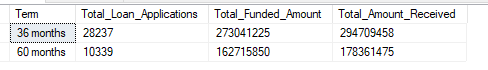 Term Total_Loan_Applications Total_Funded_Amount Total_Amount_Received
36 months 28237 273041225 294709458
60 months 10339 162715850 178361475